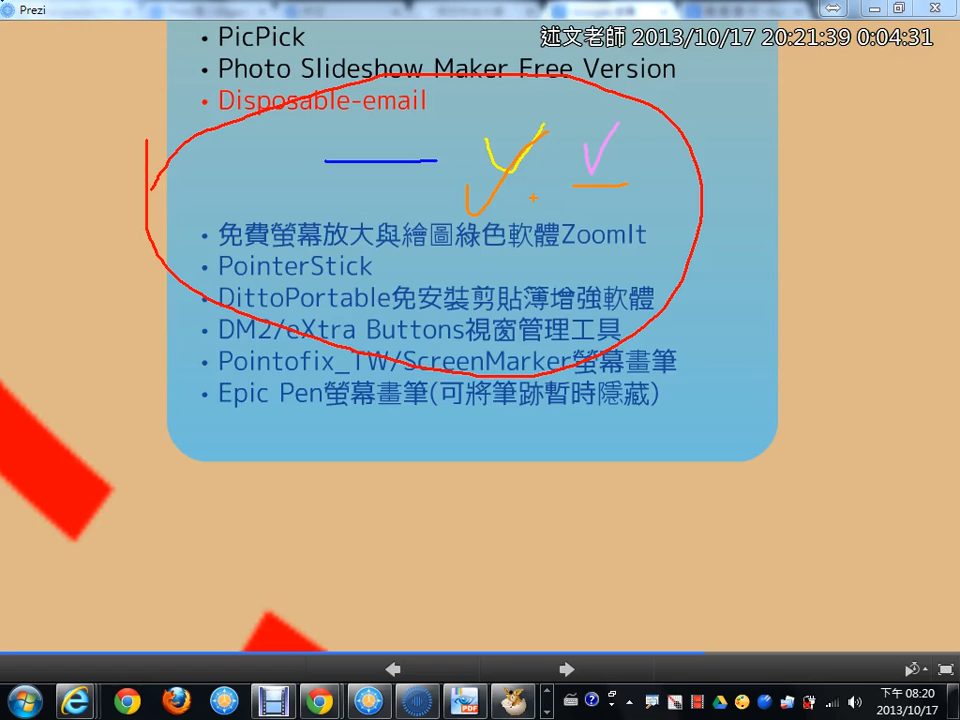 Prezi
述文老師 2013/10/17 20:21:39 0:04:31
• PicPick
• Photo Slideshow Maker Free Version
• Disposable-email
• 免費螢幕放大與繪圖綠色軟體ZoomIt
• PointerStick
• DittoPortable免安裝剪貼簿增強軟體
• DM2/eXtra Buttons視窗管理工具
• Pointofix_TW/ScreenMarker螢幕畫筆
• Epic Pen螢幕畫筆(可將筆跡暫時隱藏)
PDF
下午 08:20
2013/10/17